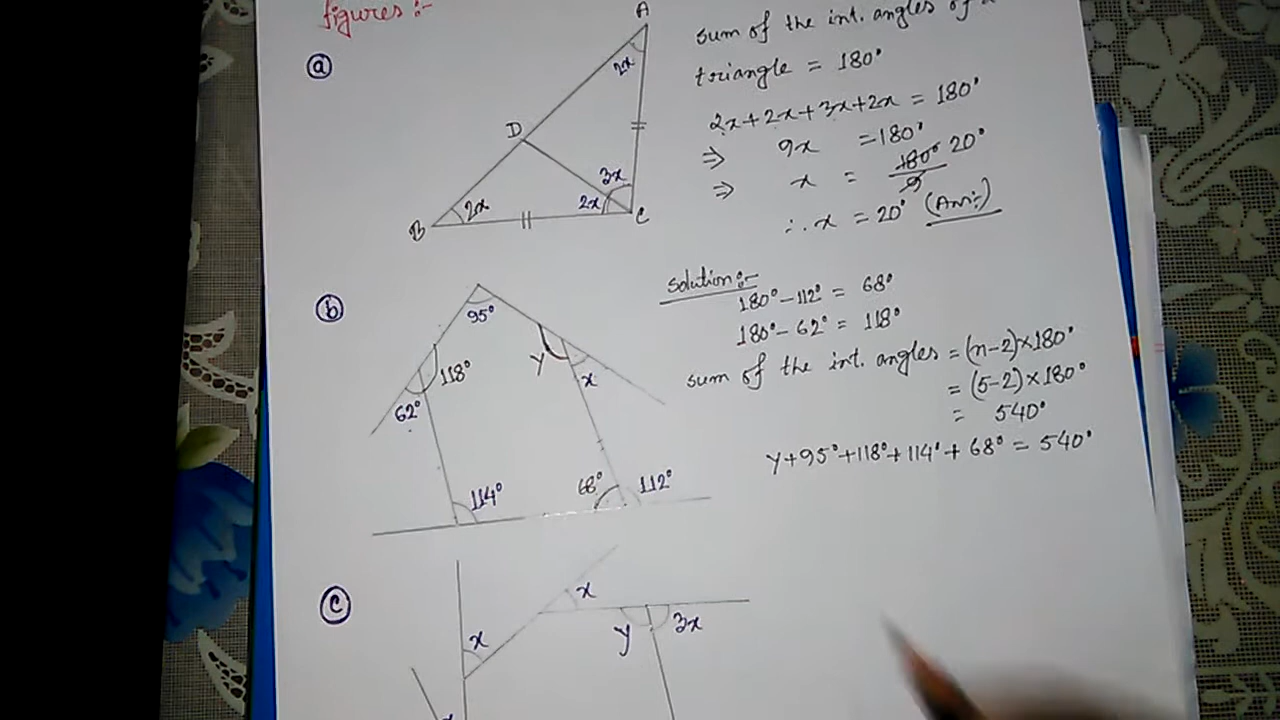 figures :-
(a)
A
2x
D
3x
2x
2x
B
C
sum of the int. angles of
triangle = 180°
2x+2x+3x+2x = 180°
⇒ 9x = 180°
⇒ x = 180°/9 20°
∴ x = 20° (Ans:)
(b)
95°
118°
y
x
62°
114°
68°
112°
Solution:-
180°-112° = 68°
180°-62° = 118°
sum of the int. angles = (n-2)×180°
= (5-2)×180°
= 540°
y+95°+118°+114°+68° = 540°
(c)
x
x
y
3x